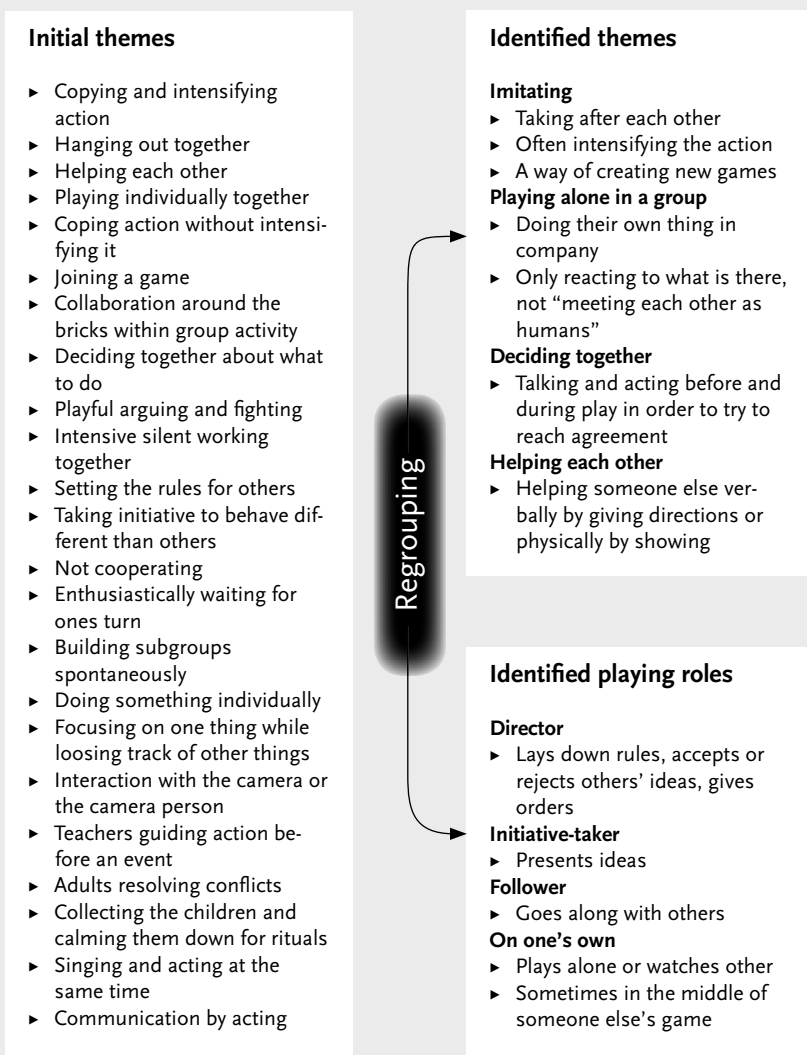 Initial themes
► Copying and intensifying
action
► Hanging out together
► Helping each other
► Playing individually together
► Coping action without intensi-
fying it
► Joining a game
► Collaboration around the
bricks within group activity
► Deciding together about what
to do
► Playful arguing and fighting
► Intensive silent working
together
► Setting the rules for others
► Taking initiative to behave dif-
ferent than others
► Not cooperating
► Enthusiastically waiting for
ones turn
► Building subgroups
spontaneously
► Doing something individually
► Focusing on one thing while
loosing track of other things
► Interaction with the camera or
the camera person
► Teachers guiding action be-
fore an event
► Adults resolving conflicts
► Collecting the children and
calming them down for rituals
► Singing and acting at the
same time
► Communication by acting
Regrouping
Identified themes
Imitating
► Taking after each other
► Often intensifying the action
► A way of creating new games
Playing alone in a group
► Doing their own thing in
company
► Only reacting to what is there,
not “meeting each other as
humans”
Deciding together
► Talking and acting before and
during play in order to try to
reach agreement
Helping each other
► Helping someone else ver-
bally by giving directions or
physically by showing
Identified playing roles
Director
► Lays down rules, accepts or
rejects others’ ideas, gives
orders
Initiative-taker
► Presents ideas
Follower
► Goes along with others
On one’s own
► Plays alone or watches other
► Sometimes in the middle of
someone else’s game